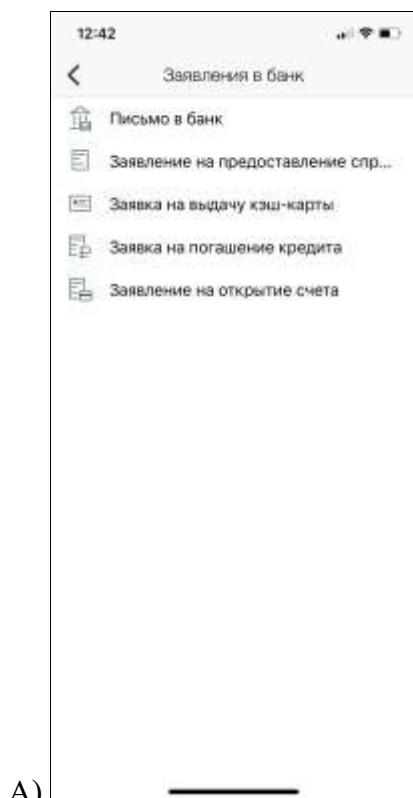 12:42
Заявления в банк
Письмо в банк
Заявление на предоставление спр...
Заявка на выдачу кэш-карты
Заявка на погашение кредита
Заявление на открытие счета
А)